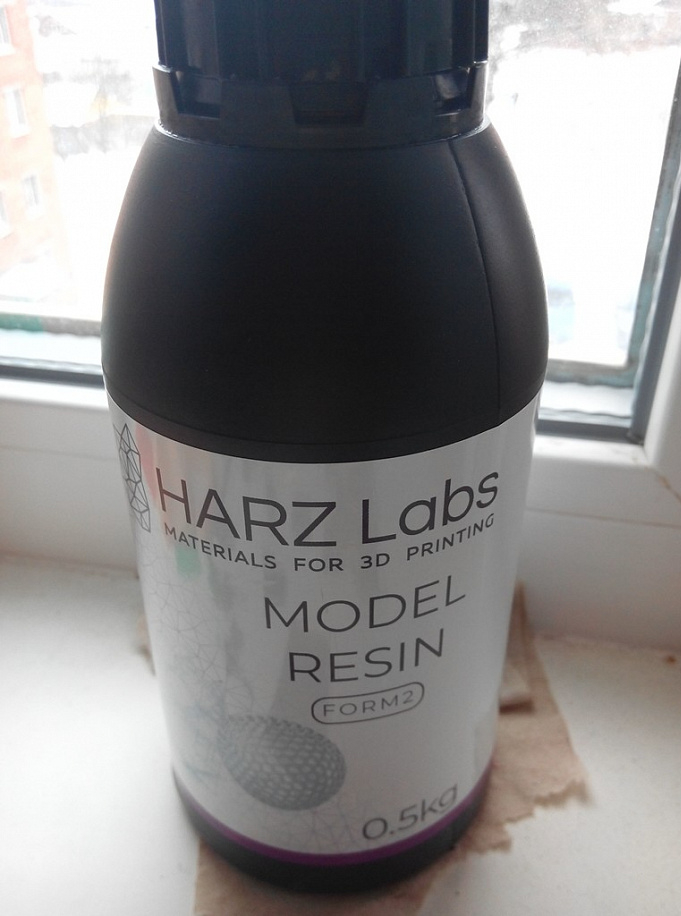 HARZ Labs
MATERIALS FOR 3D PRINTING
MODEL
RESIN
FORM2
0.5kg